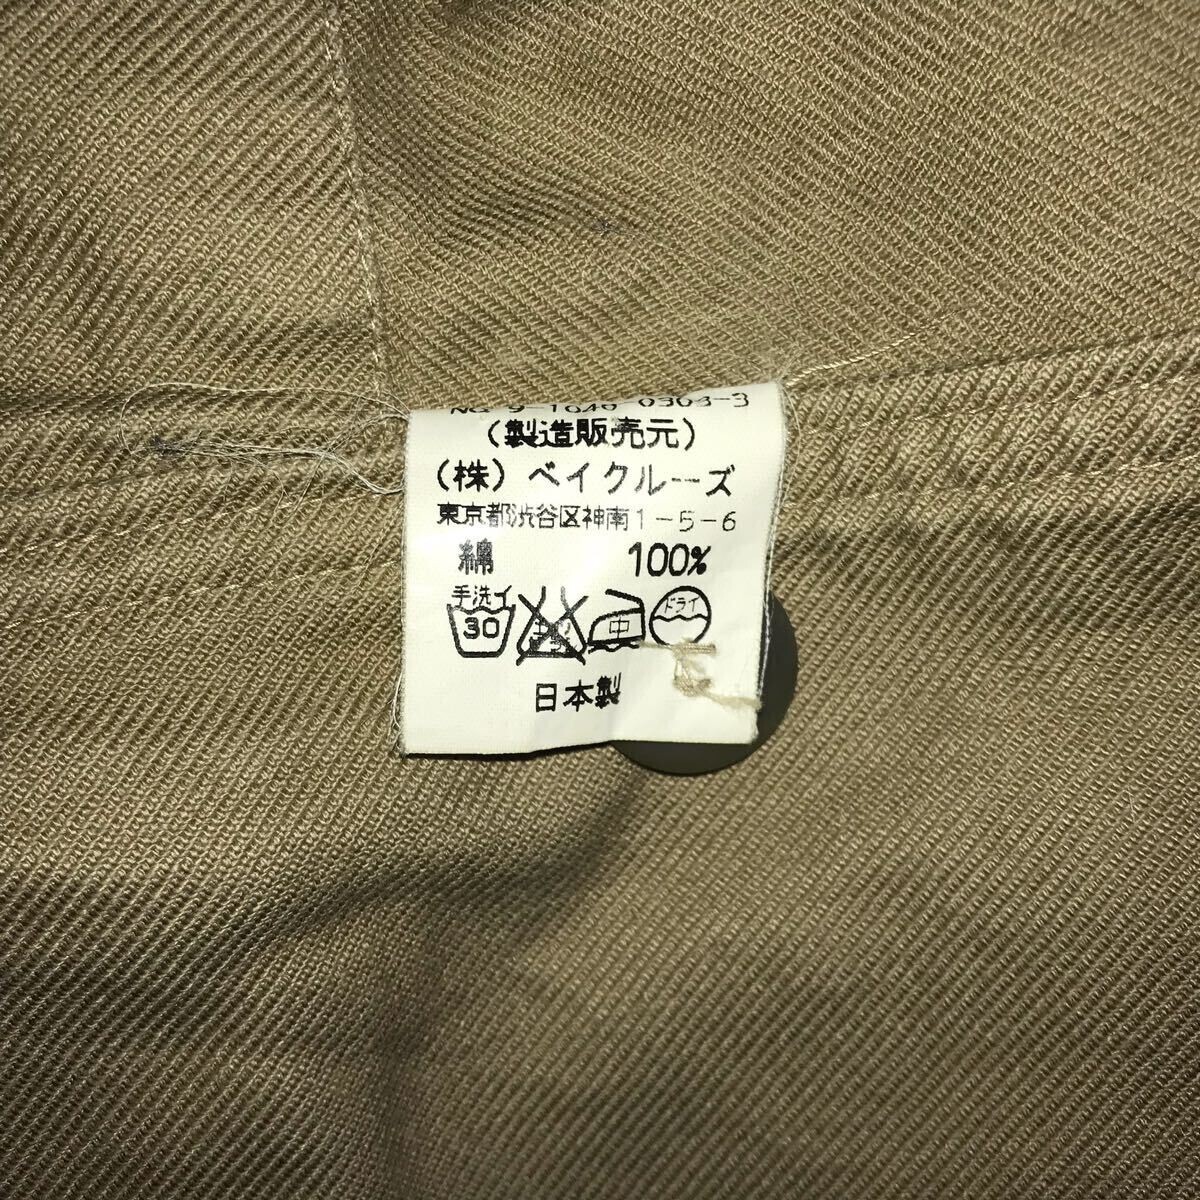 (製造販売元)
(株)ベイクルーズ
東京都渋谷区神南1-5-6
綿 100%
手洗イ
30 中 ドライ
日本製